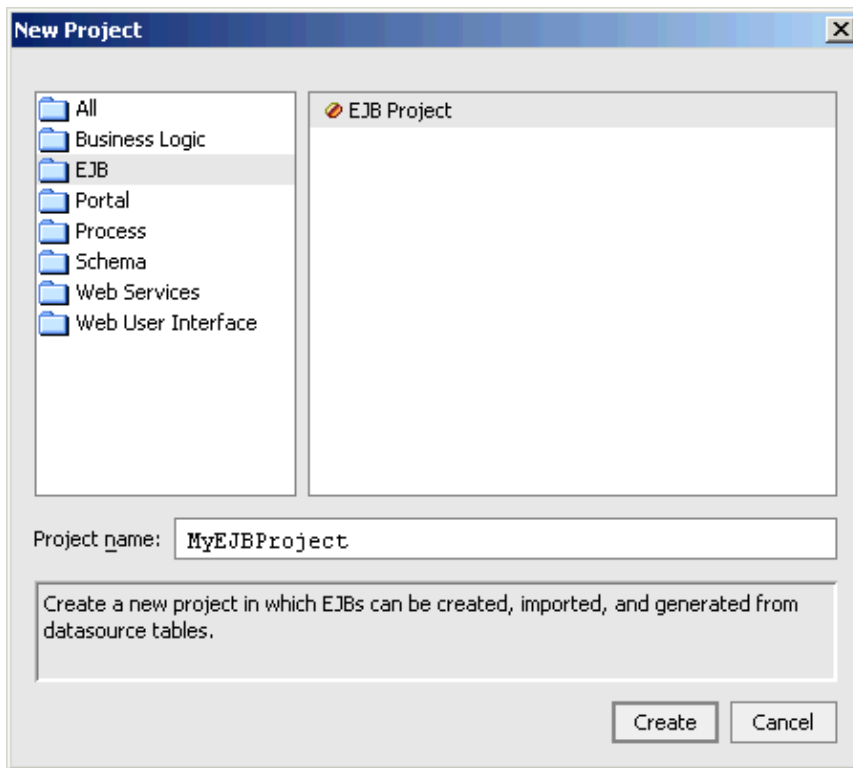 New Project
All
Business Logic
EJB
Portal
Process
Schema
Web Services
Web User Interface
EJB Project
Project name:
MyEJBProject
Create a new project in which EJBs can be created, imported, and generated from
datasource tables.
Create
Cancel